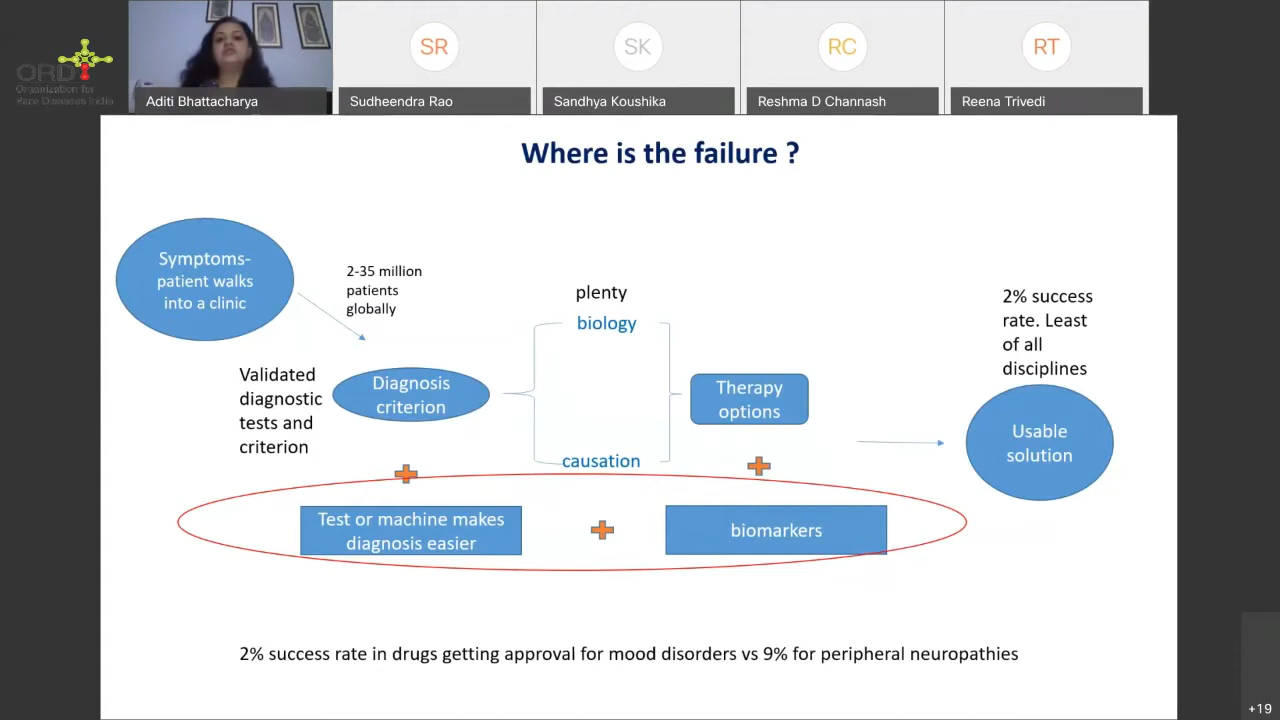 ORDI
Organization for
Rare Diseases India
Aditi Bhattacharya
SR
Sudheendra Rao
SK
Sandhya Koushika
RC
Reshma D Channash
RT
Reena Trivedi
Where is the failure ?
Symptoms-
patient walks
into a clinic
2-35 million
patients
globally
Validated
diagnostic
tests and
criterion
Diagnosis
criterion
plenty
biology
causation
Therapy
options
2% success
rate. Least
of all
disciplines
Usable
solution
Test or machine makes
diagnosis easier
biomarkers
2% success rate in drugs getting approval for mood disorders vs 9% for peripheral neuropathies
+19